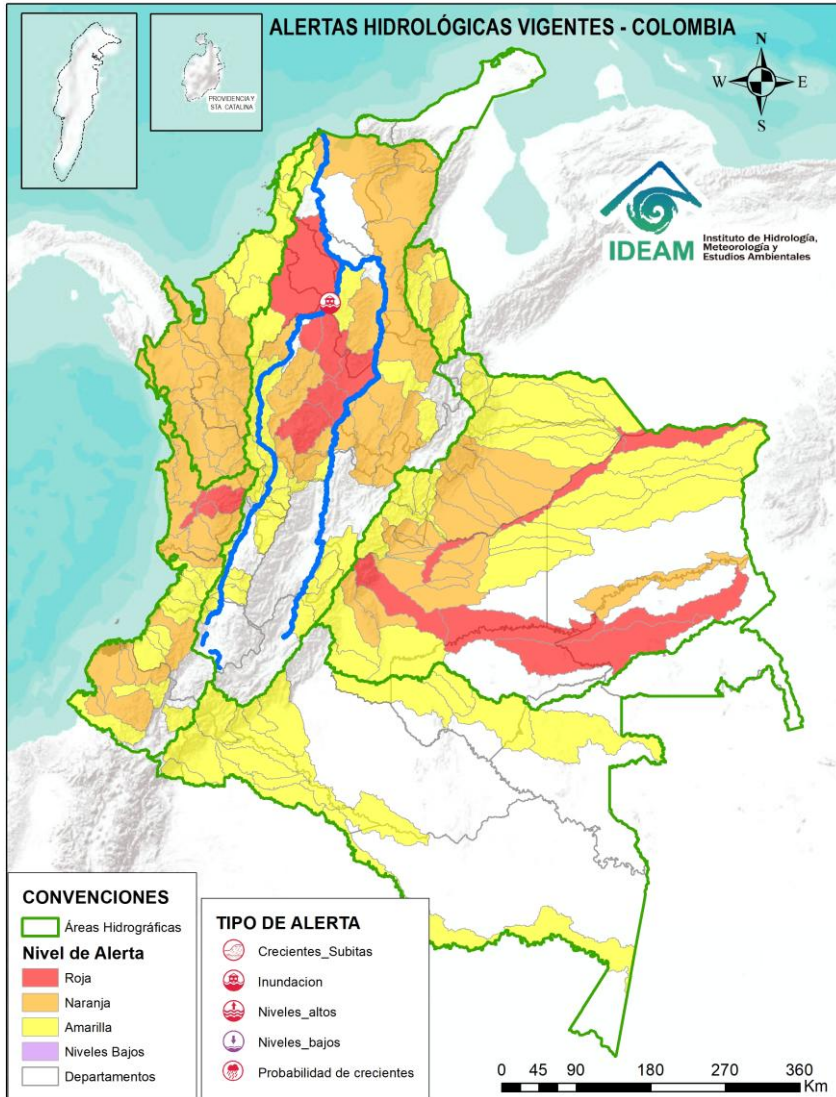 ALERTAS HIDROLÓGICAS VIGENTES - COLOMBIA
PROVIDENCIA Y
STA. CATALINA
N
W
E
S
IDEAM
Instituto de Hidrología,
Meteorología y
Estudios Ambientales
CONVENCIONES
Áreas Hidrográficas
Nivel de Alerta
Roja
Naranja
Amarilla
Niveles Bajos
Departamentos
TIPO DE ALERTA
Crecientes_Subitas
Inundacion
Niveles_altos
Niveles_bajos
Probabilidad de crecientes
0 45 90 180 270 360
Km